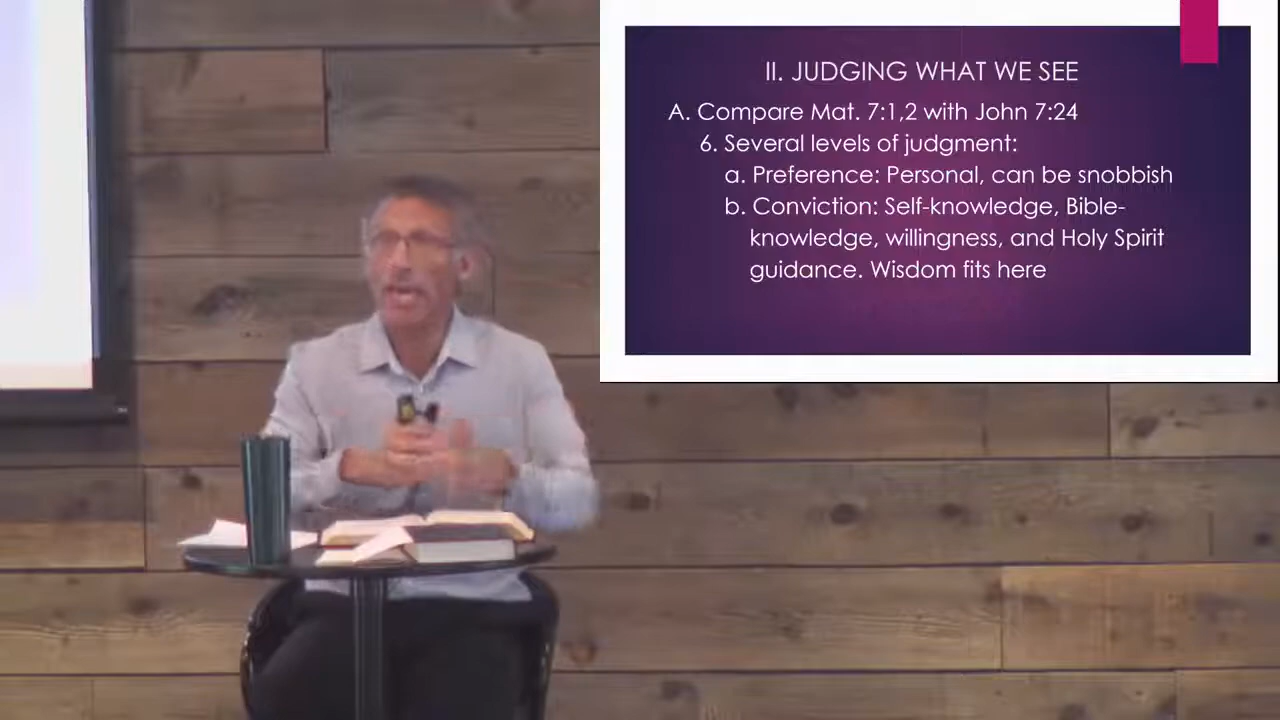 II. JUDGING WHAT WE SEE
A. Compare Mat. 7:1,2 with John 7:24
6. Several levels of judgment:
a. Preference: Personal, can be snobbish
b. Conviction: Self-knowledge, Bible-
knowledge, willingness, and Holy Spirit
guidance. Wisdom fits here